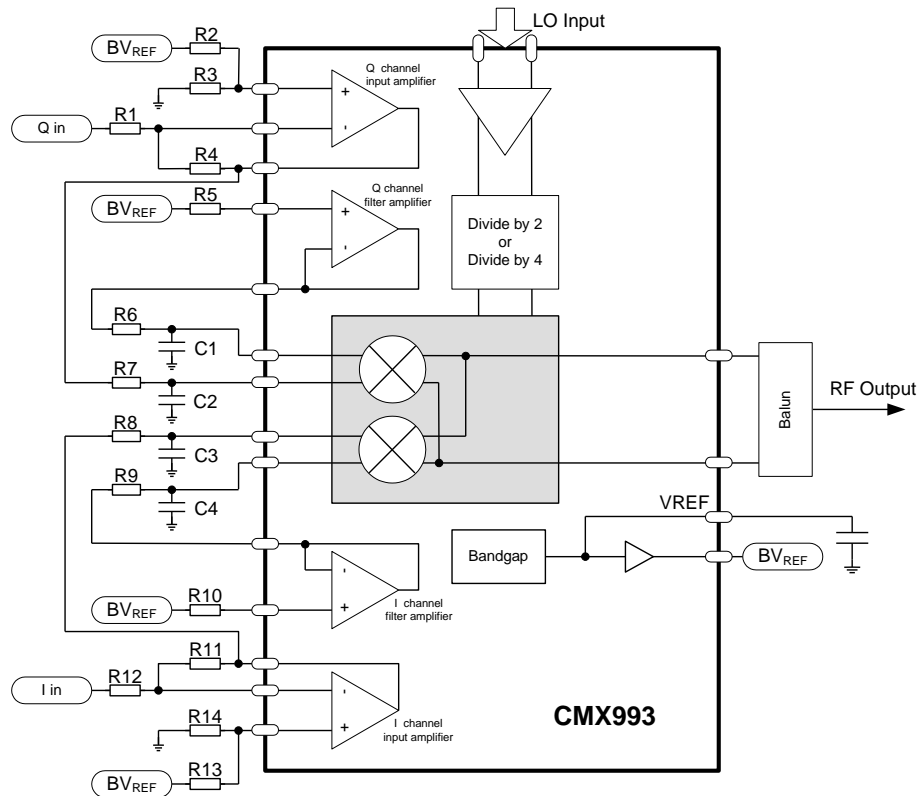 LO Input
BVREF
R2
R3
Q channel
input amplifier
+
-
Q in
R1
R4
BVREF
R5
Q channel
filter amplifier
+
-
Divide by 2
or
Divide by 4
R6
C1
R7
C2
R8
C3
R9
C4
Balun
RF Output
VREF
Bandgap
BVREF
-
+
I channel
filter amplifier
BVREF
R10
R11
I in
R12
-
+
I channel
input amplifier
R14
BVREF
R13
CMX993